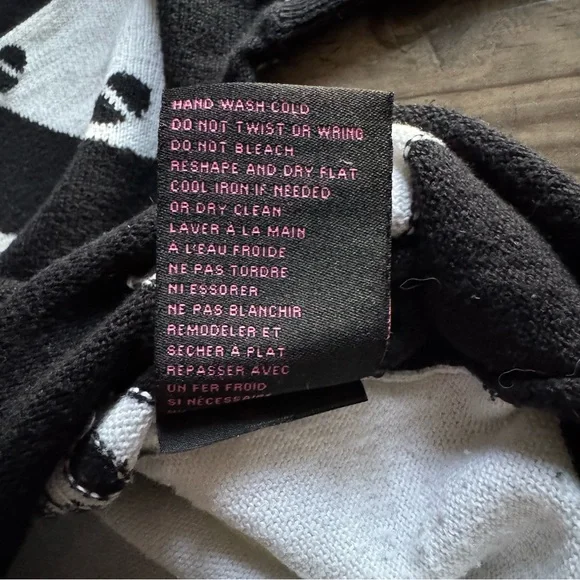 HAND WASH COLD
DO NOT TWIST OR WRING
DO NOT BLEACH
RESHAPE AND DRY FLAT
COOL IRON IF NEEDED
OR DRY CLEAN
LAVER À LA MAIN
À L'EAU FROIDE
NE PAS TORDRE
NI ESSORER
NE PAS BLANCHIR
REMODELER ET
SÉCHER À PLAT
REPASSER AVEC
UN FER FROID
SI NÉCESSAIRE